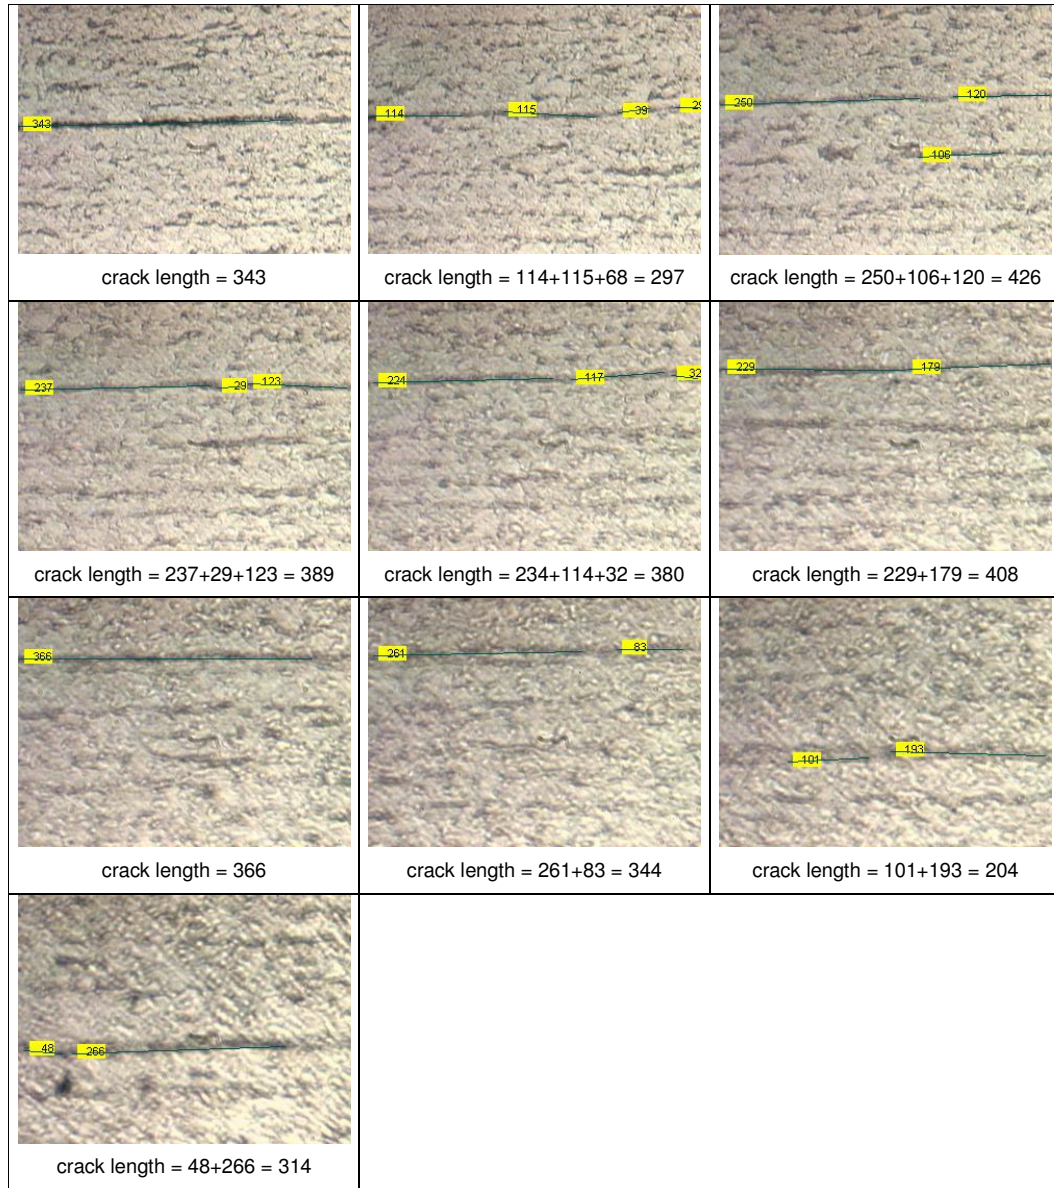 343
crack length = 343
114
115
39
29
crack length = 114+115+68 = 297
250
120
106
crack length = 250+106+120 = 426
237
29
123
crack length = 237+29+123 = 389
224
117
32
crack length = 234+114+32 = 380
229
179
crack length = 229+179 = 408
366
crack length = 366
261
83
crack length = 261+83 = 344
101
193
crack length = 101+193 = 204
48
266
crack length = 48+266 = 314